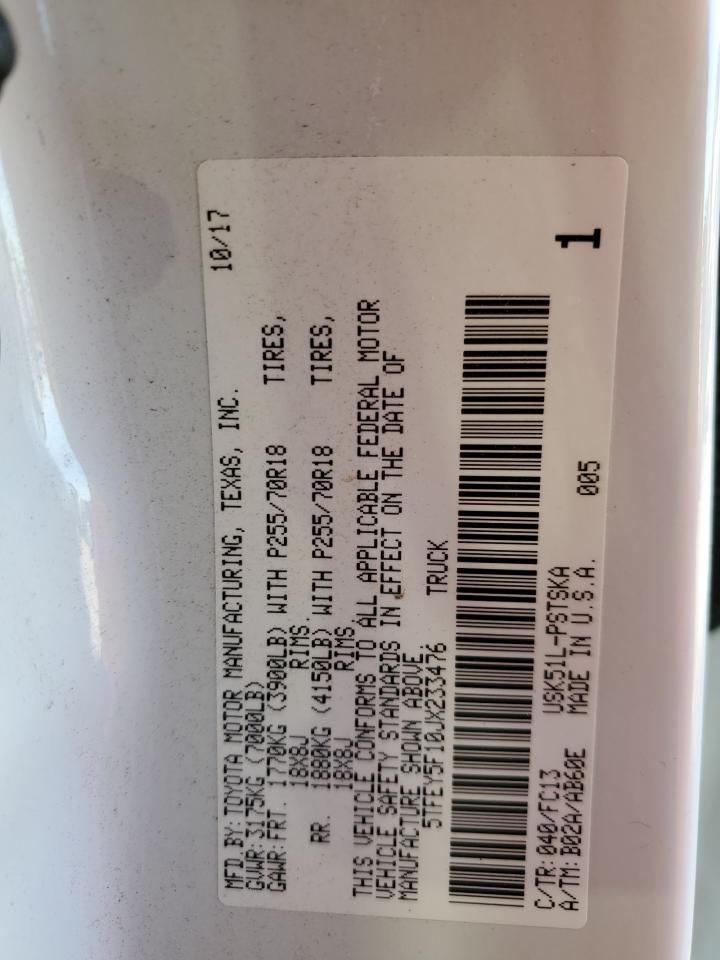 MFD.BY: TOYOTA MOTOR MANUFACTURING, TEXAS, INC. 10/17
GVWR: 3175KG (7000LB)
GAWR: FRT. 1770KG (3900LB) WITH P255/70R18 TIRES,
18X8J RIMS.
RR. 1880KG (4150LB) WITH P255/70R18 TIRES,
18X8J RIMS.
THIS VEHICLE CONFORMS TO ALL APPLICABLE FEDERAL MOTOR
VEHICLE SAFETY STANDARDS IN EFFECT ON THE DATE OF
MANUFACTURE SHOWN ABOVE.
5TFEY5F10JX233476 TRUCK
C/TR: 040/FC13 USK51L-PSTSKA 005 1
A/TM: B02A/AB60E MADE IN U.S.A.